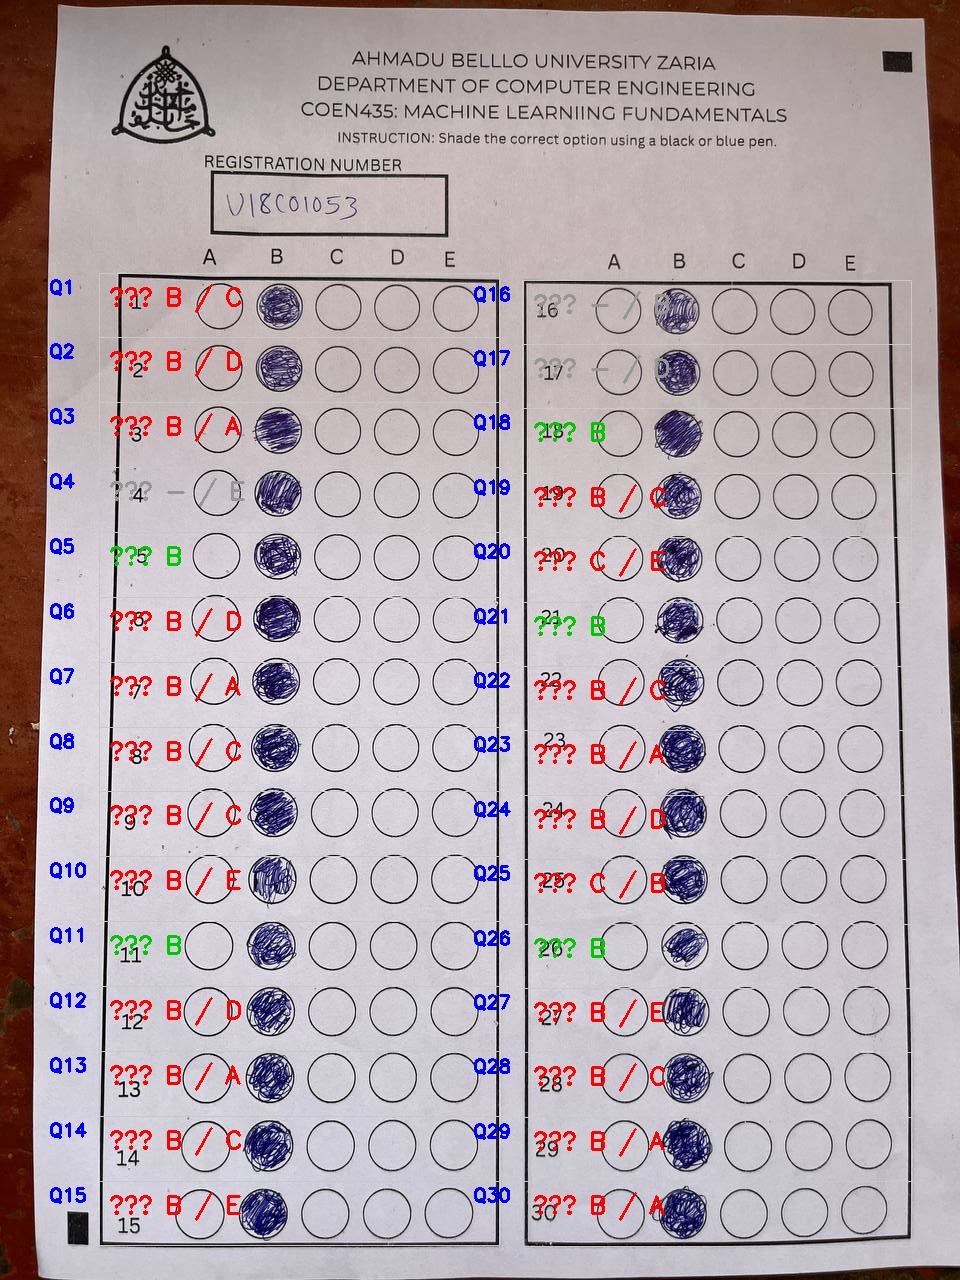 AHMADU BELLLO UNIVERSITY ZARIA
DEPARTMENT OF COMPUTER ENGINEERING
COEN435: MACHINE LEARNIING FUNDAMENTALS
INSTRUCTION: Shade the correct option using a black or blue pen.
REGISTRATION NUMBER
U18CO1053
A B C D E A B C D E
Q1 ??? B / C 1 Q16 ??? - / B 16
Q2 ??? B / D 2 Q17 ??? - / D 17
Q3 ??? B / A 3 Q18 ??? B 18
Q4 ??? - / E 4 Q19 ??? B / C 19
Q5 ??? B 5 Q20 ??? C / E 20
Q6 ??? B / D 6 Q21 ??? B 21
Q7 ??? B / A 7 Q22 ??? B / C 22
Q8 ??? B / C 8 Q23 ??? B / A 23
Q9 ??? B / C 9 Q24 ??? B / D 24
Q10 ??? B / E 10 Q25 ??? C / B 25
Q11 ??? B 11 Q26 ??? B 26
Q12 ??? B / D 12 Q27 ??? B / E 27
Q13 ??? B / A 13 Q28 ??? B / C 28
Q14 ??? B / C 14 Q29 ??? B / A 29
Q15 ??? B / E 15 Q30 ??? B / A 30